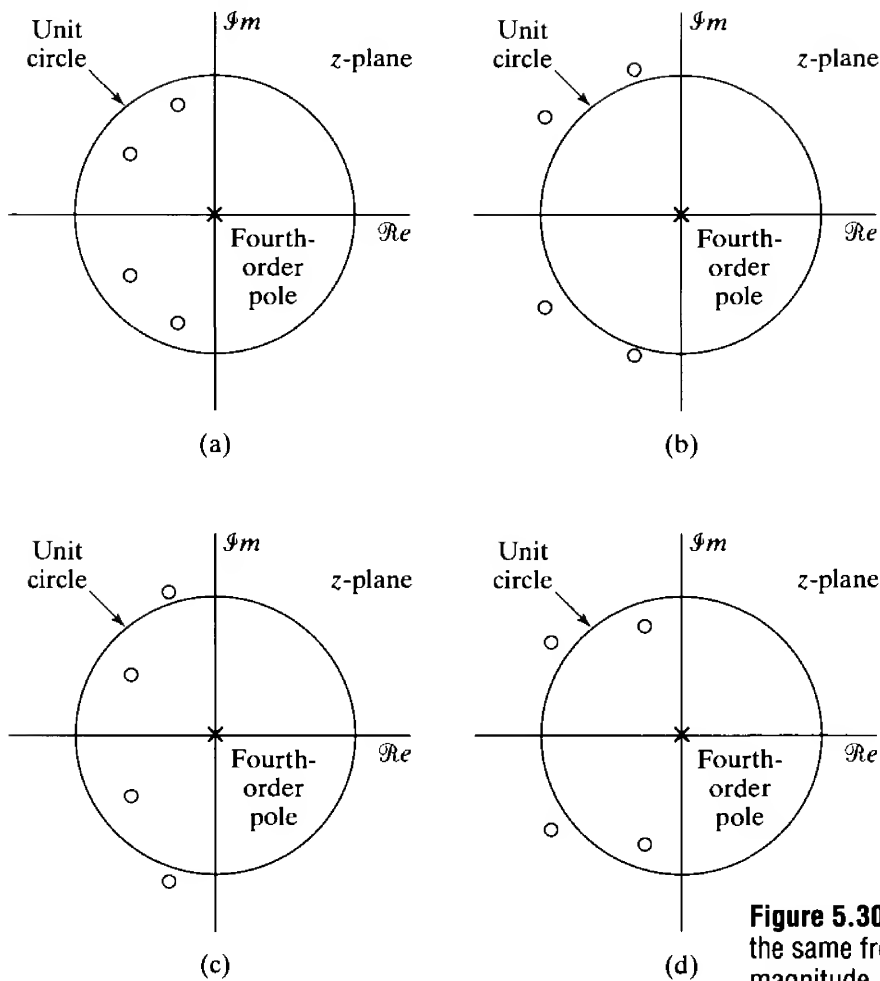 Unit
circle
𝒥m
z-plane
ℛe
Fourth-
order
pole
(a)
Unit
circle
𝒥m
z-plane
ℛe
Fourth-
order
pole
(b)
Unit
circle
𝒥m
z-plane
ℛe
Fourth-
order
pole
(c)
Unit
circle
𝒥m
z-plane
ℛe
Fourth-
order
pole
(d)
Figure 5.30
the same fre